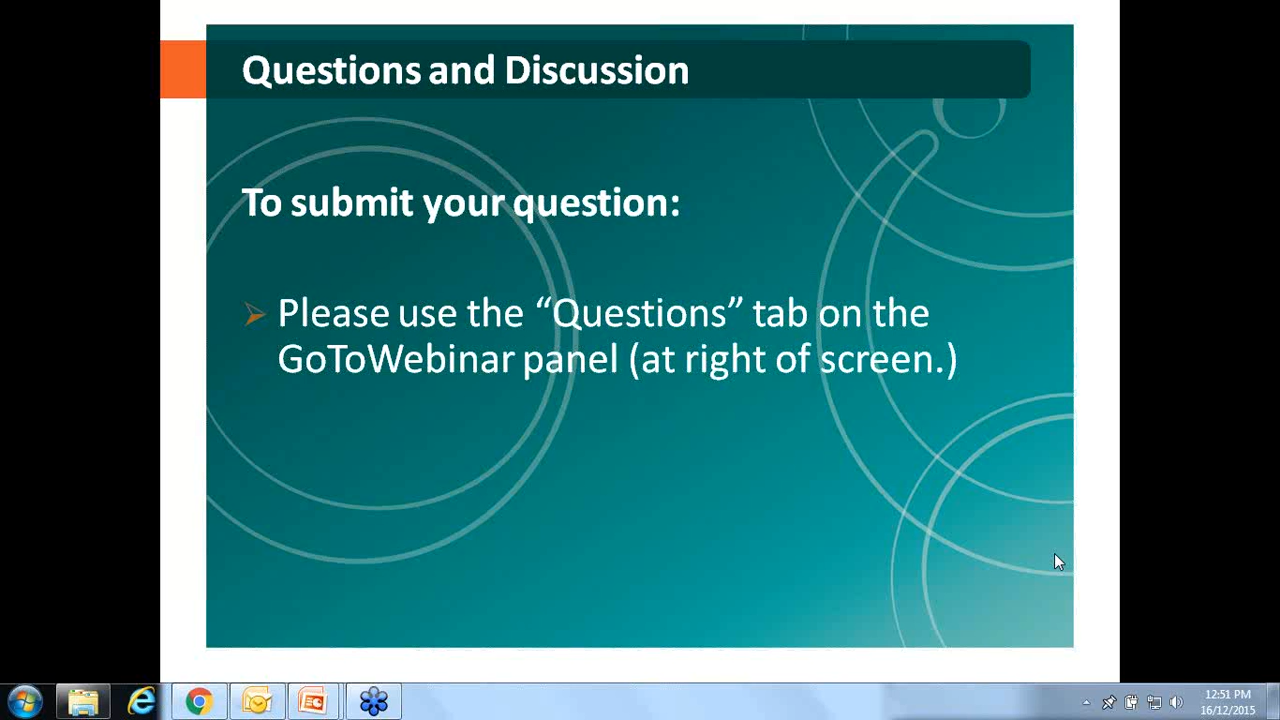 Questions and Discussion
To submit your question:
Please use the “Questions” tab on the
GoToWebinar panel (at right of screen.)
12:51 PM
16/12/2015